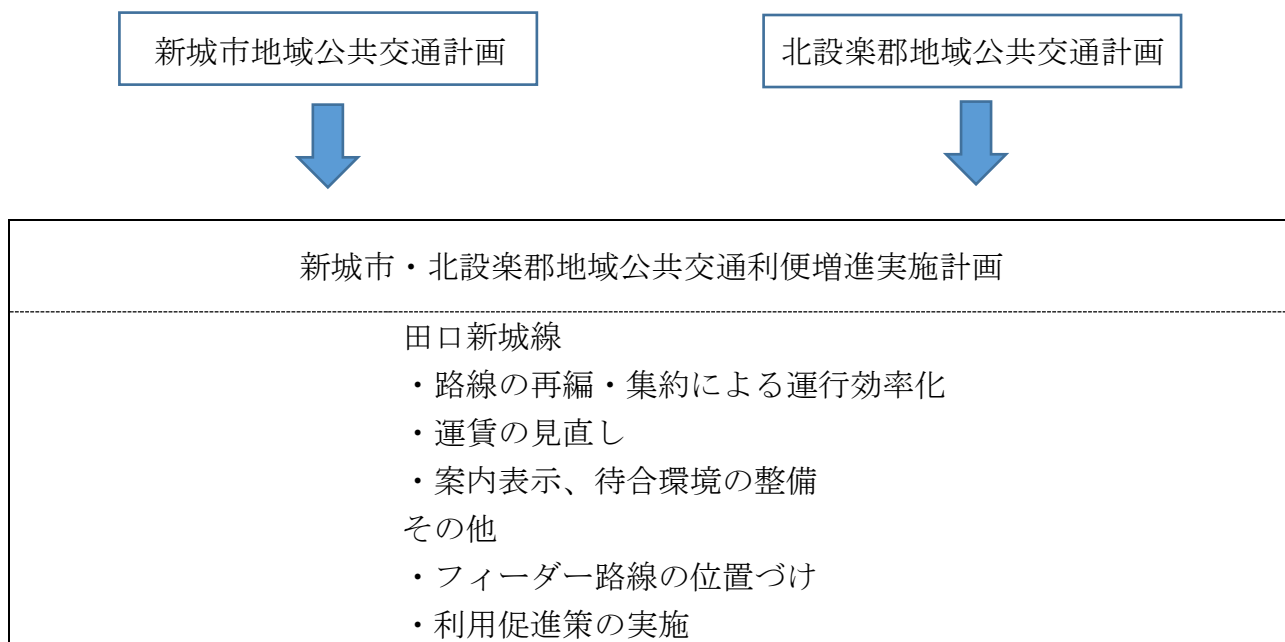 新城市地域公共交通計画
北設楽郡地域公共交通計画
新城市・北設楽郡地域公共交通利便増進実施計画
田口新城線
・路線の再編・集約による運行効率化
・運賃の見直し
・案内表示、待合環境の整備
その他
・フィーダー路線の位置づけ
・利用促進策の実施